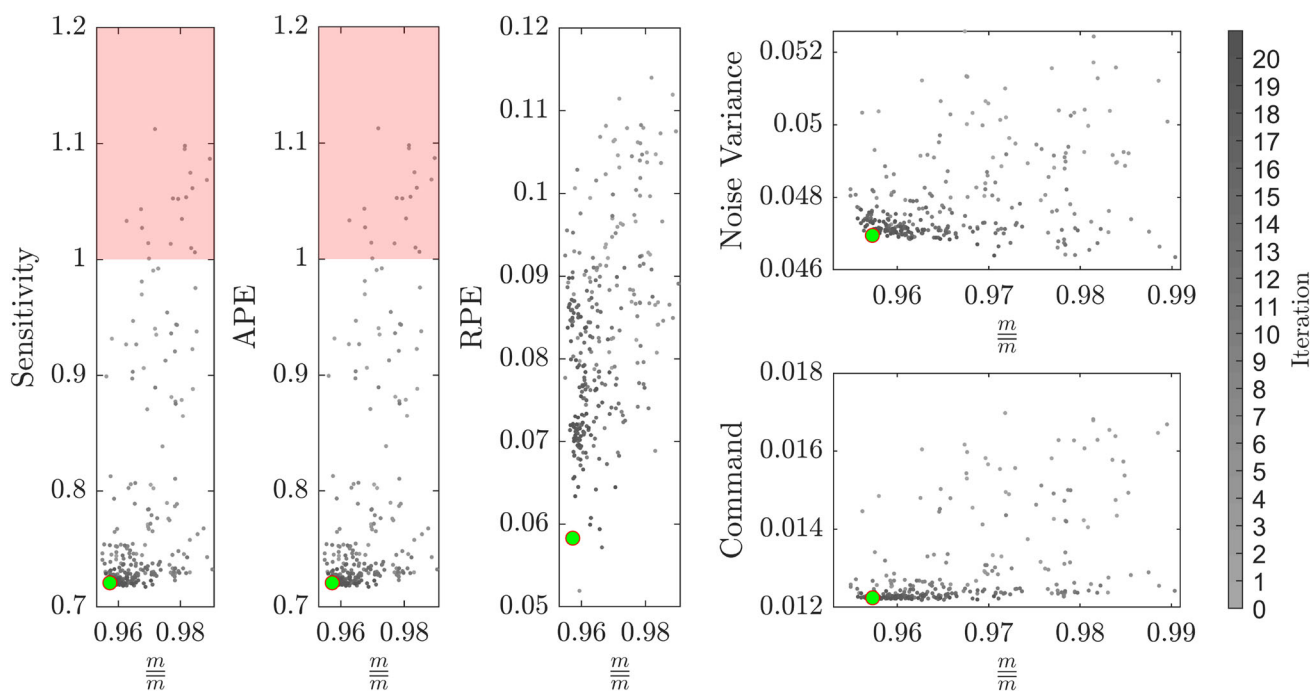 Sensitivity
1.2
1.1
1
0.9
0.8
0.7
0.96 0.98
m
m
APE
1.2
1.1
1
0.9
0.8
0.7
0.96 0.98
m
m
RPE
0.12
0.11
0.1
0.09
0.08
0.07
0.06
0.05
0.96 0.98
m
m
Noise Variance
0.052
0.05
0.048
0.046
0.96 0.97 0.98 0.99
m
m
Command
0.018
0.016
0.014
0.012
0.96 0.97 0.98 0.99
m
m
20
19
18
17
16
15
14
13
12
11
10
9
8
7
6
5
4
3
2
1
0
Iteration